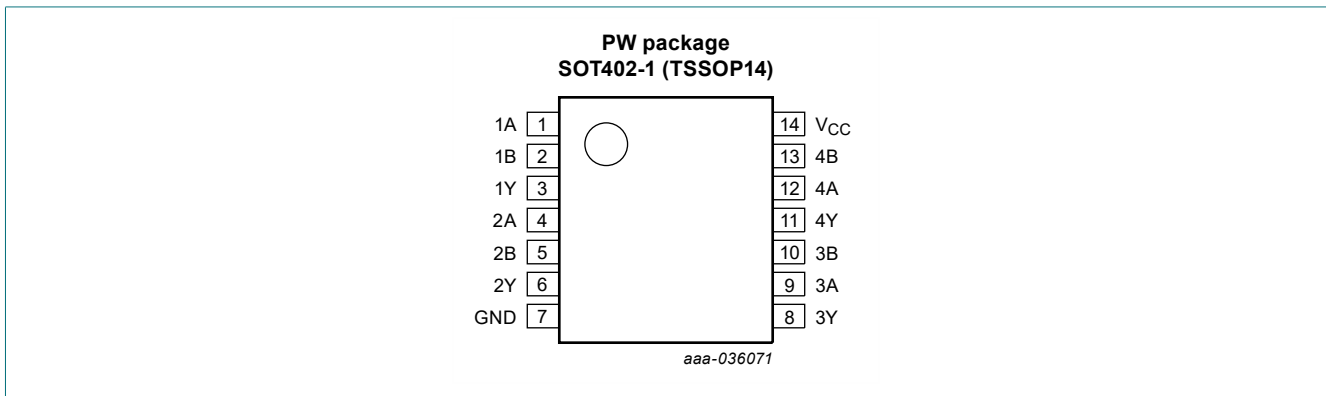 PW package
SOT402-1 (TSSOP14)
1A 1 14 VCC
1B 2 13 4B
1Y 3 12 4A
2A 4 11 4Y
2B 5 10 3B
2Y 6 9 3A
GND 7 8 3Y
aaa-036071